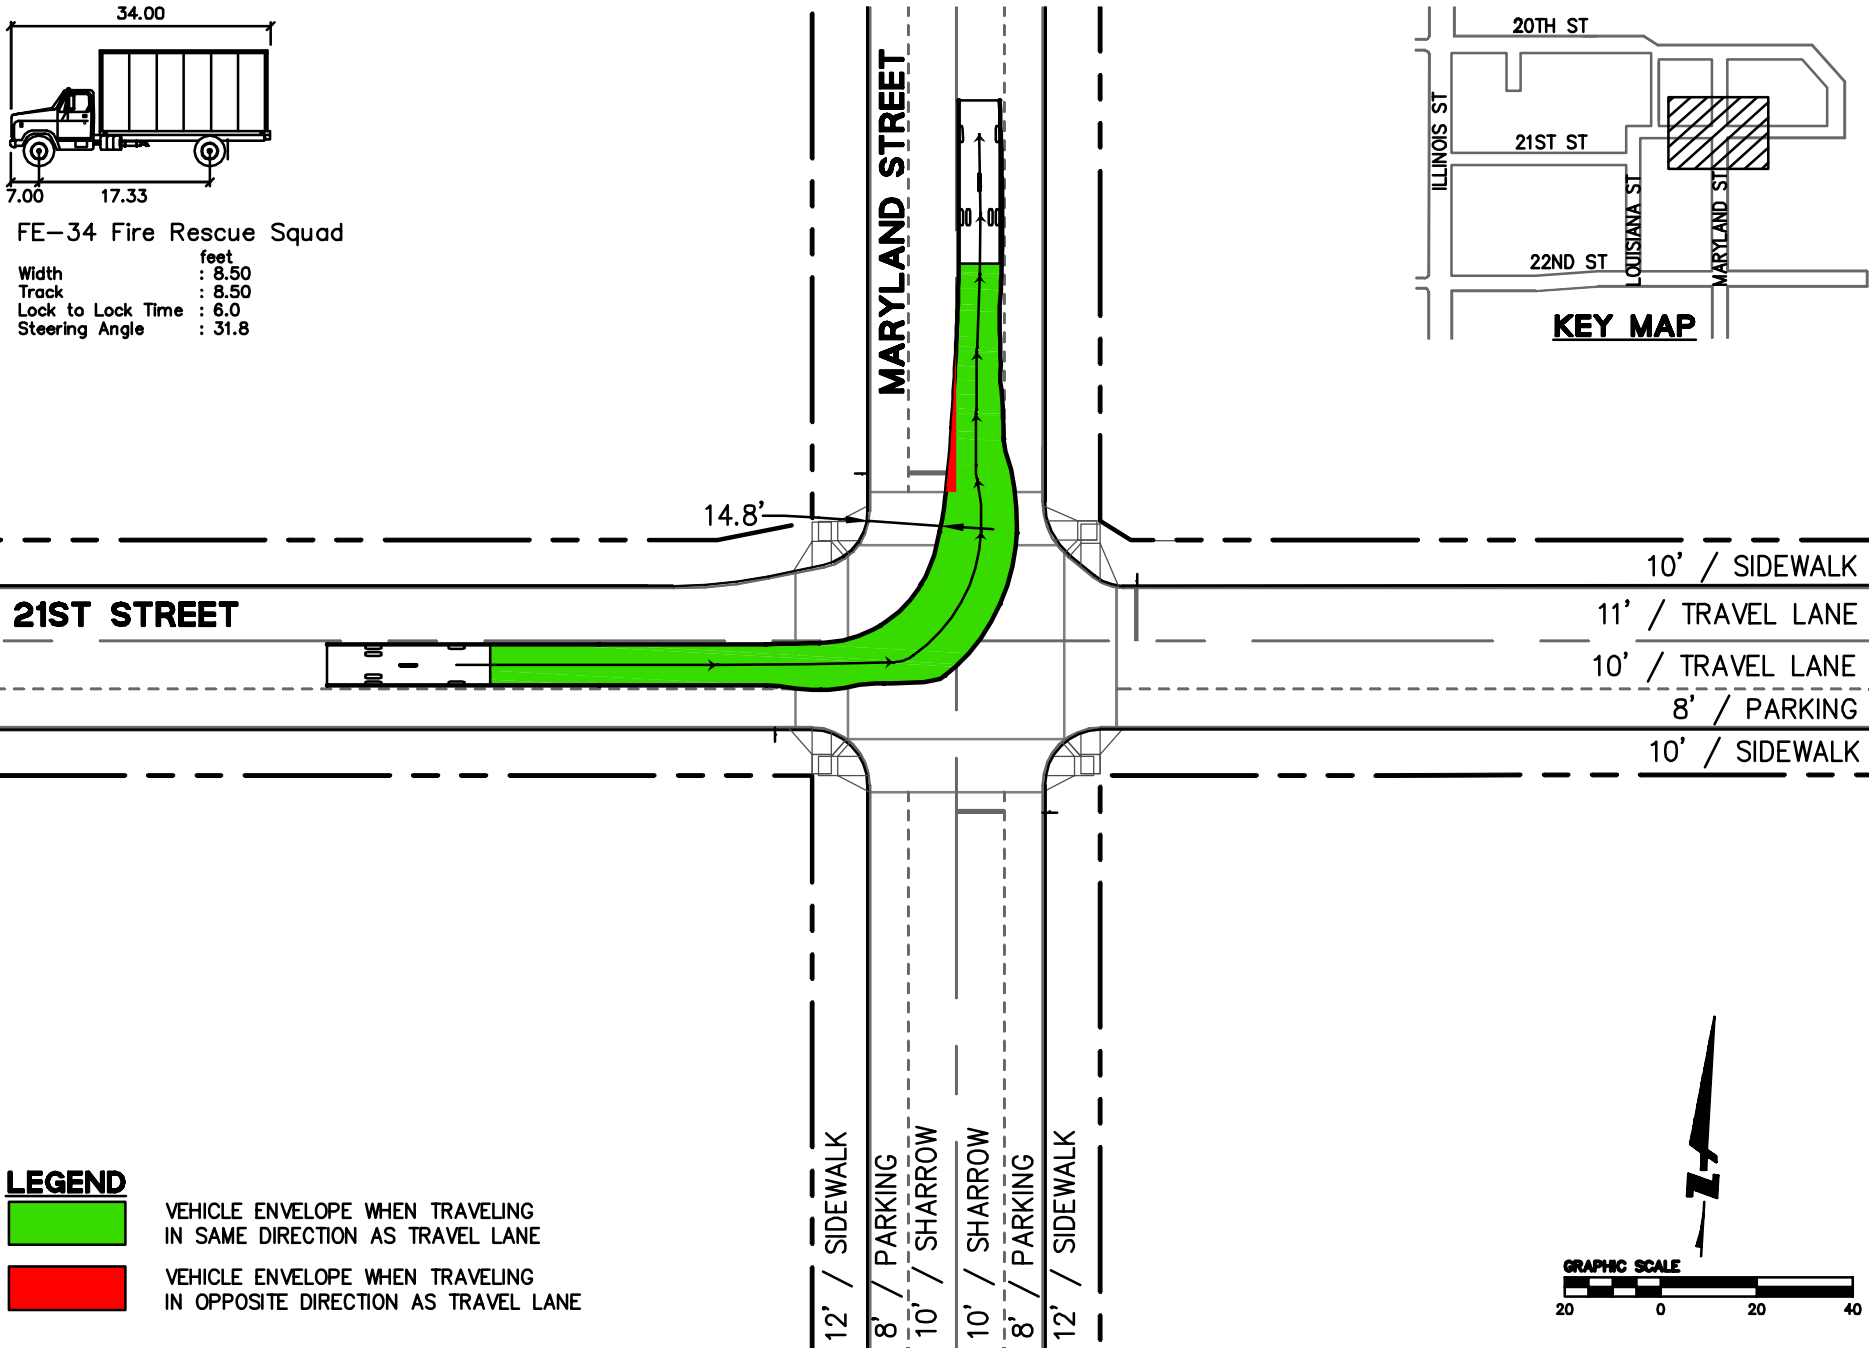 34.00
7.00
17.33
FE-34 Fire Rescue Squad
feet
Width : 8.50
Track : 8.50
Lock to Lock Time : 6.0
Steering Angle : 31.8
MARYLAND STREET
20TH ST
ILLINOIS ST
21ST ST
LOUISIANA ST
MARYLAND ST
22ND ST
KEY MAP
14.8'
21ST STREET
10' / SIDEWALK
11' / TRAVEL LANE
10' / TRAVEL LANE
8' / PARKING
10' / SIDEWALK
12' / SIDEWALK
8' / PARKING
10' / SHARROW
10' / SHARROW
8' / PARKING
12' / SIDEWALK
LEGEND
VEHICLE ENVELOPE WHEN TRAVELING
IN SAME DIRECTION AS TRAVEL LANE
VEHICLE ENVELOPE WHEN TRAVELING
IN OPPOSITE DIRECTION AS TRAVEL LANE
N
GRAPHIC SCALE
20 0 20 40